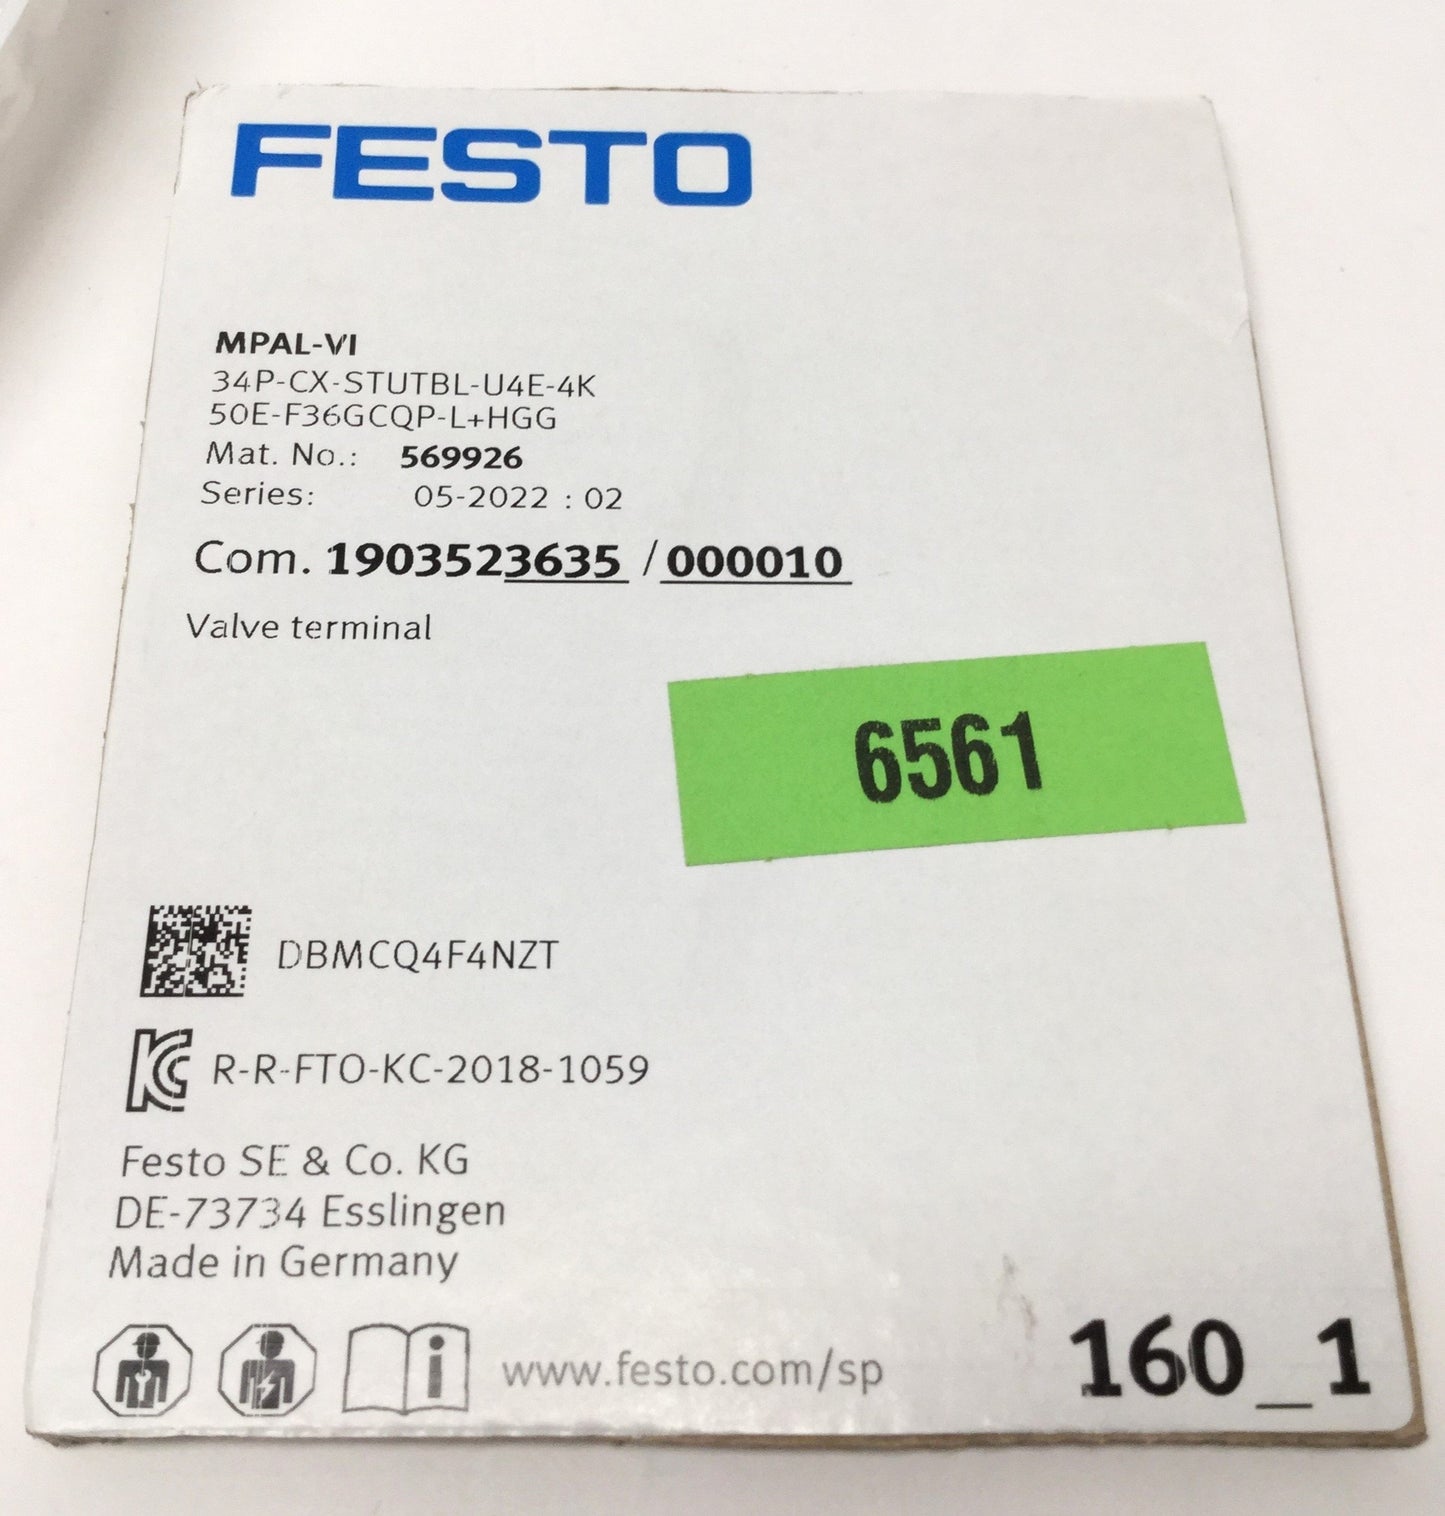 FESTO
MPAL-VI
34P-CX-STUTBL-U4E-4K
50E-F36GCQP-L+HGG
Mat. No.: 569926
Series: 05-2022 : 02
Com. 1903523635 /000010
Valve terminal
6561
DBMCQ4F4NZT
R-R-FTO-KC-2018-1059
Festo SE & Co. KG
DE-73734 Esslingen
Made in Germany
www.festo.com/sp
160_1